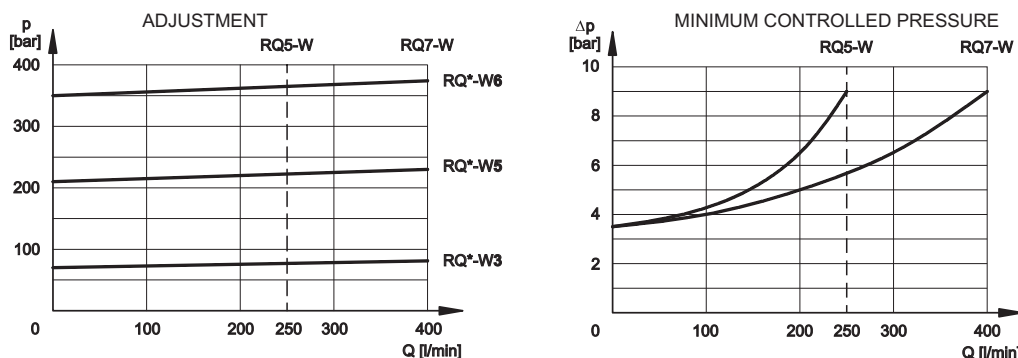 ADJUSTMENT
p
[bar]
RQ5-W
RQ7-W
400
300
200
100
0
RQ*-W6
RQ*-W5
RQ*-W3
100
200
250
300
400
Q [l/min]
MINIMUM CONTROLLED PRESSURE
Δp
[bar]
RQ5-W
RQ7-W
10
8
6
4
2
0
100
200
250
300
400
Q [l/min]